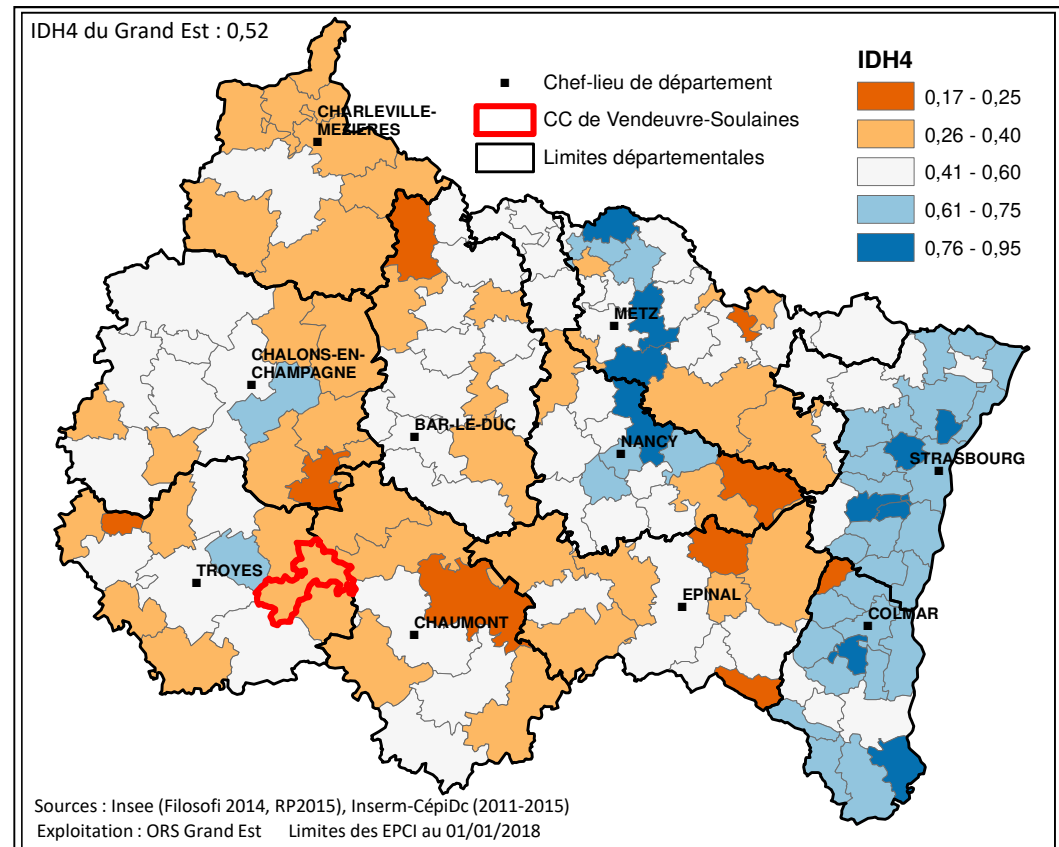 IDH4 du Grand Est : 0,52
IDH4
Chef-lieu de département
CC de Vendeuvre-Soulaines
Limites départementales
0,17 - 0,25
0,26 - 0,40
0,41 - 0,60
0,61 - 0,75
0,76 - 0,95
CHARLEVILLE-
MEZIERES
METZ
CHALONS-EN-
CHAMPAGNE
BAR-LE-DUC
NANCY
STRASBOURG
TROYES
EPINAL
COLMAR
CHAUMONT
Sources : Insee (Filosofi 2014, RP2015), Inserm-CépiDc (2011-2015)
Exploitation : ORS Grand Est Limites des EPCI au 01/01/2018